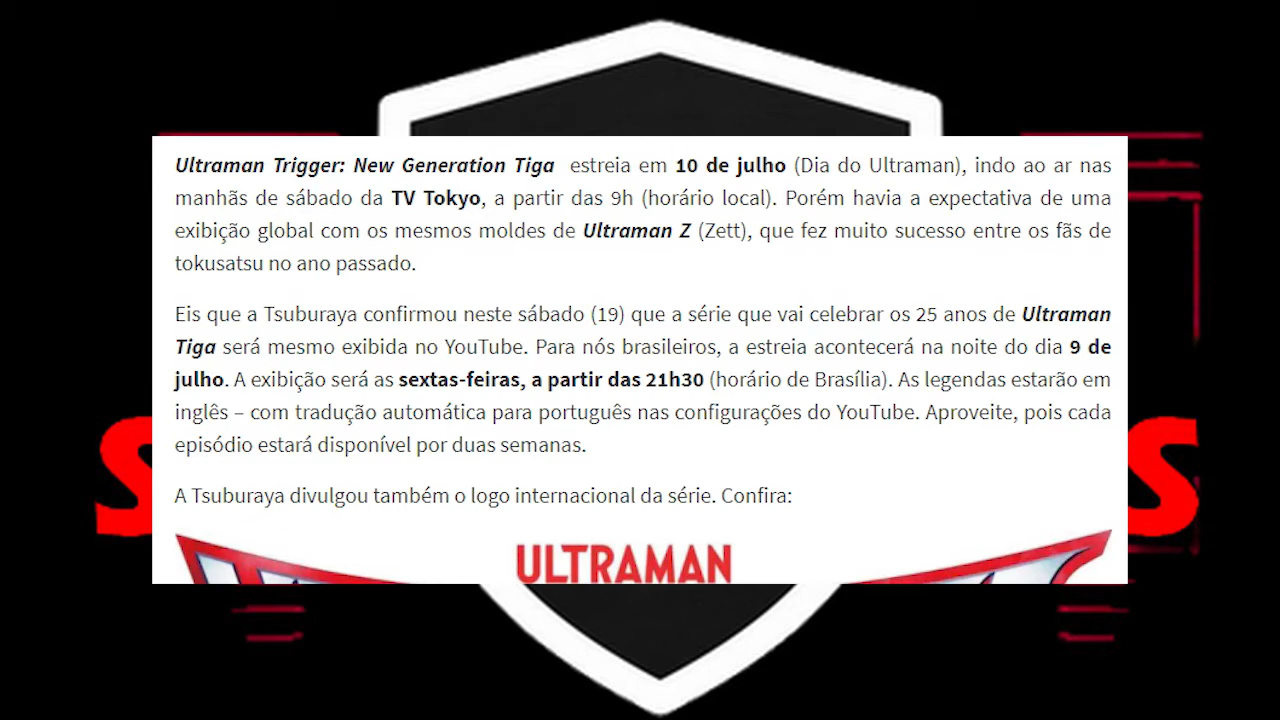 Ultraman Trigger: New Generation Tiga estreia em 10 de julho (Dia do Ultraman), indo ao ar nas
manhãs de sábado da TV Tokyo, a partir das 9h (horário local). Porém havia a expectativa de uma
exibição global com os mesmos moldes de Ultraman Z (Zett), que fez muito sucesso entre os fãs de
tokusatsu no ano passado.
Eis que a Tsuburaya confirmou neste sábado (19) que a série que vai celebrar os 25 anos de Ultraman
Tiga será mesmo exibida no YouTube. Para nós brasileiros, a estreia acontecerá na noite do dia 9 de
julho. A exibição será as sextas-feiras, a partir das 21h30 (horário de Brasília). As legendas estarão em
inglês – com tradução automática para português nas configurações do YouTube. Aproveite, pois cada
episódio estará disponível por duas semanas.
A Tsuburaya divulgou também o logo internacional da série. Confira:
ULTRAMAN
S S